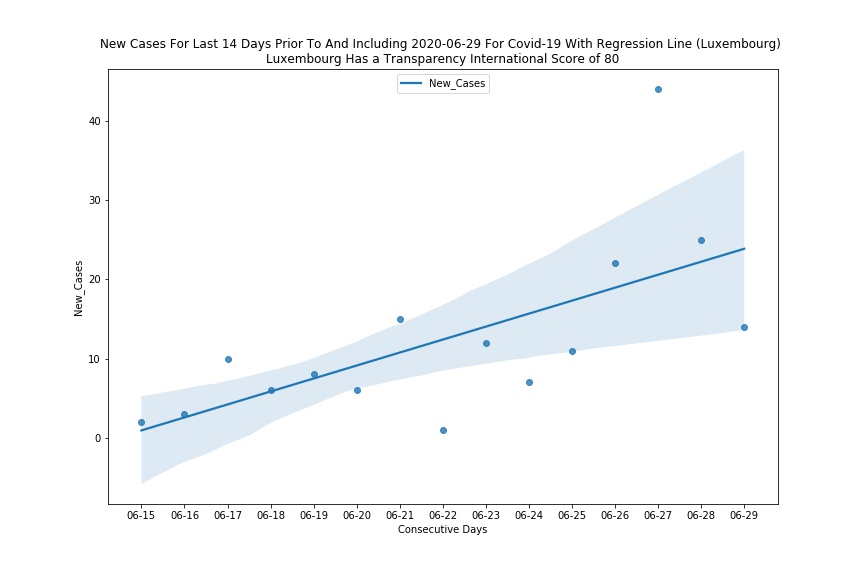 New Cases For Last 14 Days Prior To And Including 2020-06-29 For Covid-19 With Regression Line (Luxembourg)
Luxembourg Has a Transparency International Score of 80
New_Cases
40
30
20
10
0
New_Cases
06-15 06-16 06-17 06-18 06-19 06-20 06-21 06-22 06-23 06-24 06-25 06-26 06-27 06-28 06-29
Consecutive Days